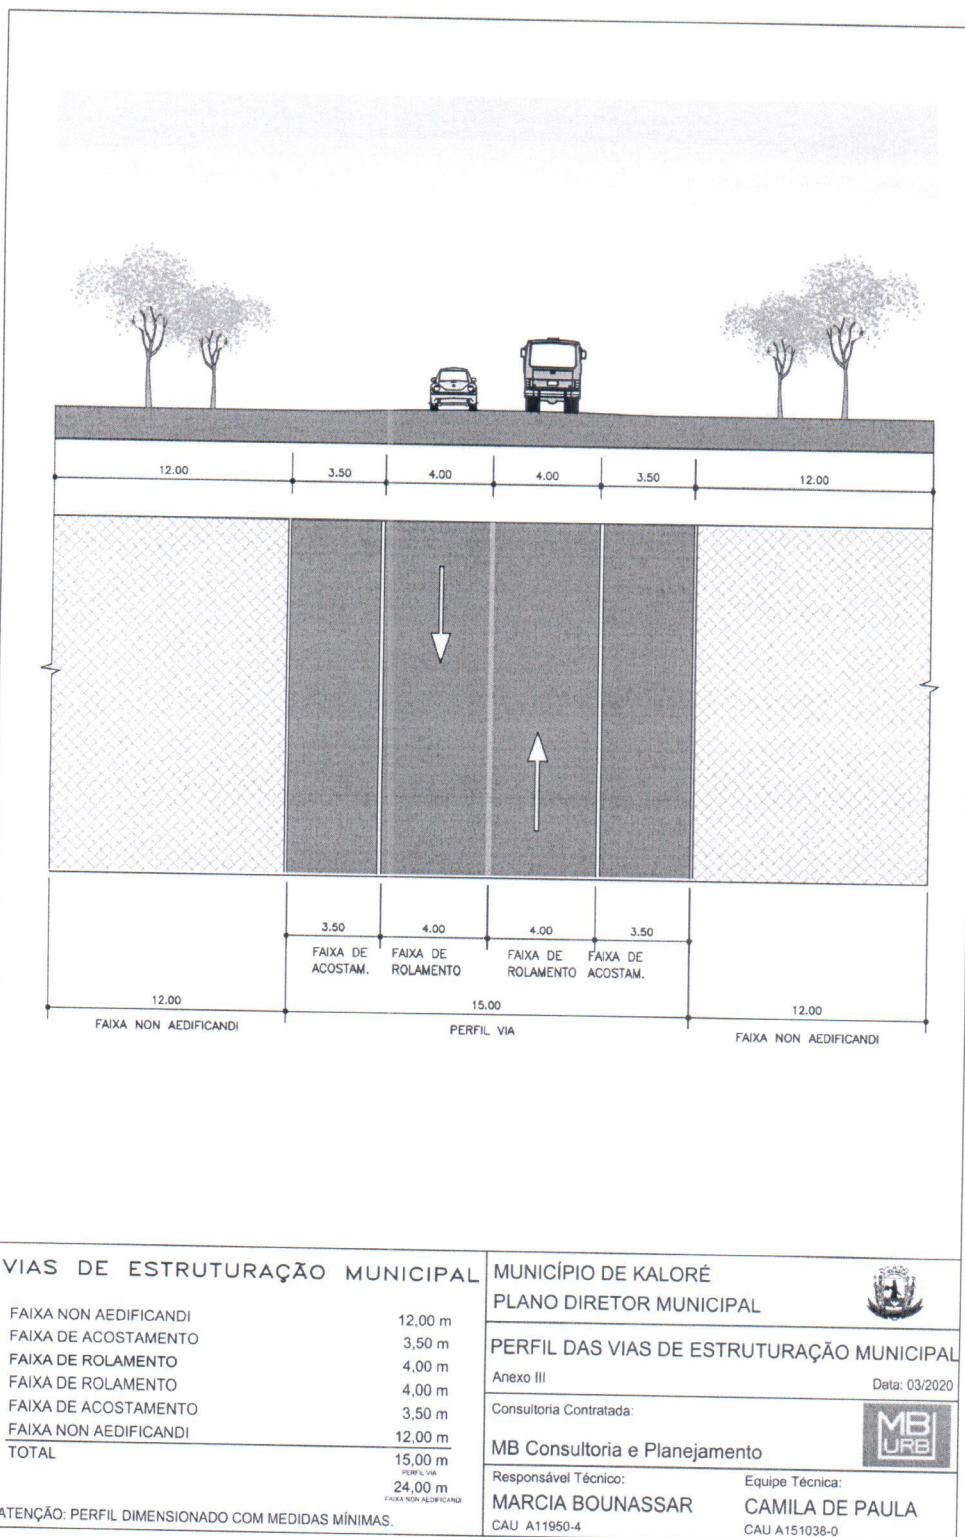 12.00 3.50 4.00 4.00 3.50 12.00
3.50 4.00 4.00 3.50
FAIXA DE ACOSTAM.
FAIXA DE ROLAMENTO
FAIXA DE ROLAMENTO
FAIXA DE ACOSTAM.
12.00 15.00 12.00
FAIXA NON AEDIFICANDI PERFIL VIA FAIXA NON AEDIFICANDI
VIAS DE ESTRUTURAÇÃO MUNICIPAL
FAIXA NON AEDIFICANDI 12,00 m
FAIXA DE ACOSTAMENTO 3,50 m
FAIXA DE ROLAMENTO 4,00 m
FAIXA DE ROLAMENTO 4,00 m
FAIXA DE ACOSTAMENTO 3,50 m
FAIXA NON AEDIFICANDI 12,00 m
TOTAL 15,00 m
PERFIL VIA
24,00 m
FAIXA NON AEDIFICANDI
ATENÇÃO: PERFIL DIMENSIONADO COM MEDIDAS MÍNIMAS.
MUNICÍPIO DE KALORÉ
PLANO DIRETOR MUNICIPAL
PERFIL DAS VIAS DE ESTRUTURAÇÃO MUNICIPAL
Anexo III Data: 03/2020
Consultoria Contratada:
MB Consultoria e Planejamento
MB
URB
Responsável Técnico:
MARCIA BOUNASSAR
CAU A11950-4
Equipe Técnica:
CAMILA DE PAULA
CAU A151038-0